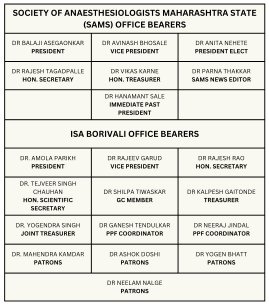 SOCIETY OF ANAESTHESIOLOGISTS MAHARASHTRA STATE
(SAMS) OFFICE BEARERS
DR BALAJI ASEGAONKAR
PRESIDENT
DR AVINASH BHOSALE
VICE PRESIDENT
DR ANITA NEHETE
PRESIDENT ELECT
DR RAJESH TAGADPALLE
HON. SECRETARY
DR VIKAS KARNE
HON. TREASURER
DR PARNA THAKKAR
SAMS NEWS EDITOR
DR HANAMANT SALE
IMMEDIATE PAST
PRESIDENT
ISA BORIVALI OFFICE BEARERS
DR. AMOLA PARIKH
PRESIDENT
DR RAJEEV GARUD
VICE PRESIDENT
DR RAJESH RAO
HON. SECRETARY
DR. TEJVEER SINGH
CHAUHAN
HON. SCIENTIFIC
SECRETARY
DR SHILPA TIWASKAR
GC MEMBER
DR KALPESH GAITONDE
TREASURER
DR. YOGENDRA SINGH
JOINT TREASURER
DR GANESH TENDULKAR
PPF COORDINATOR
DR NEERAJ JINDAL
PPF COORDINATOR
DR. MAHENDRA KAMDAR
PATRONS
DR ASHOK DOSHI
PATRONS
DR YOGEN BHATT
PATRONS
DR NEELAM NALGE
PATRONS